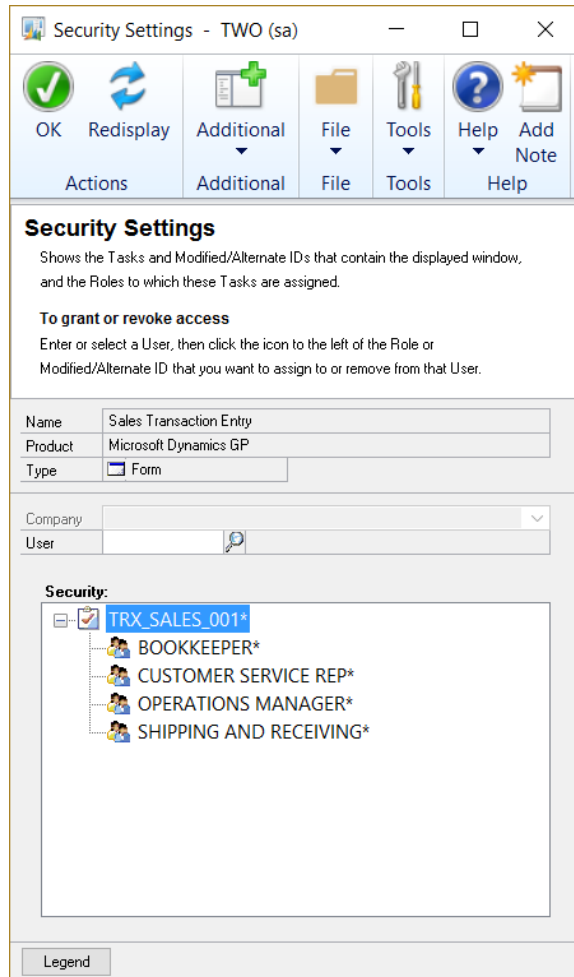 Security Settings - TWO (sa)
OK Redisplay Additional File Tools Help Add Note
Actions Additional File Tools Help
Security Settings
Shows the Tasks and Modified/Alternate IDs that contain the displayed window,
and the Roles to which these Tasks are assigned.
To grant or revoke access
Enter or select a User, then click the icon to the left of the Role or
Modified/Alternate ID that you want to assign to or remove from that User.
Name Sales Transaction Entry
Product Microsoft Dynamics GP
Type Form
Company
User
Security:
TRX_SALES_001*
BOOKKEEPER*
CUSTOMER SERVICE REP*
OPERATIONS MANAGER*
SHIPPING AND RECEIVING*
Legend